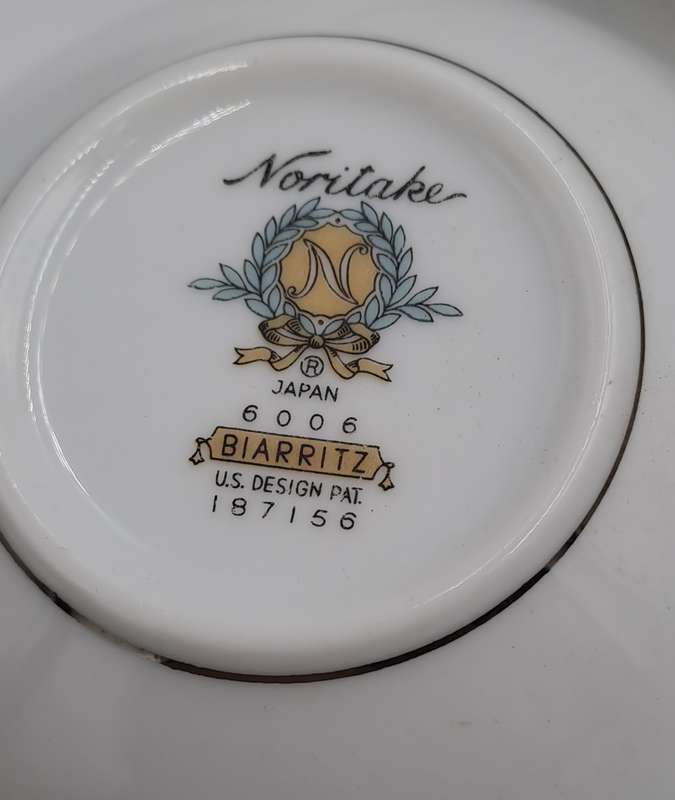 Noritake
N
®
JAPAN
6006
BIARRITZ
U.S. DESIGN PAT.
187156